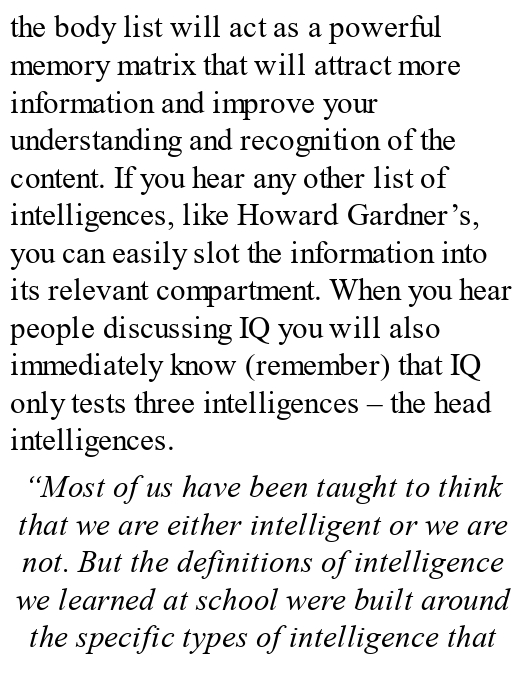 the body list will act as a powerful
memory matrix that will attract more
information and improve your
understanding and recognition of the
content. If you hear any other list of
intelligences, like Howard Gardner’s,
you can easily slot the information into
its relevant compartment. When you hear
people discussing IQ you will also
immediately know (remember) that IQ
only tests three intelligences – the head
intelligences.
“Most of us have been taught to think
that we are either intelligent or we are
not. But the definitions of intelligence
we learned at school were built around
the specific types of intelligence that